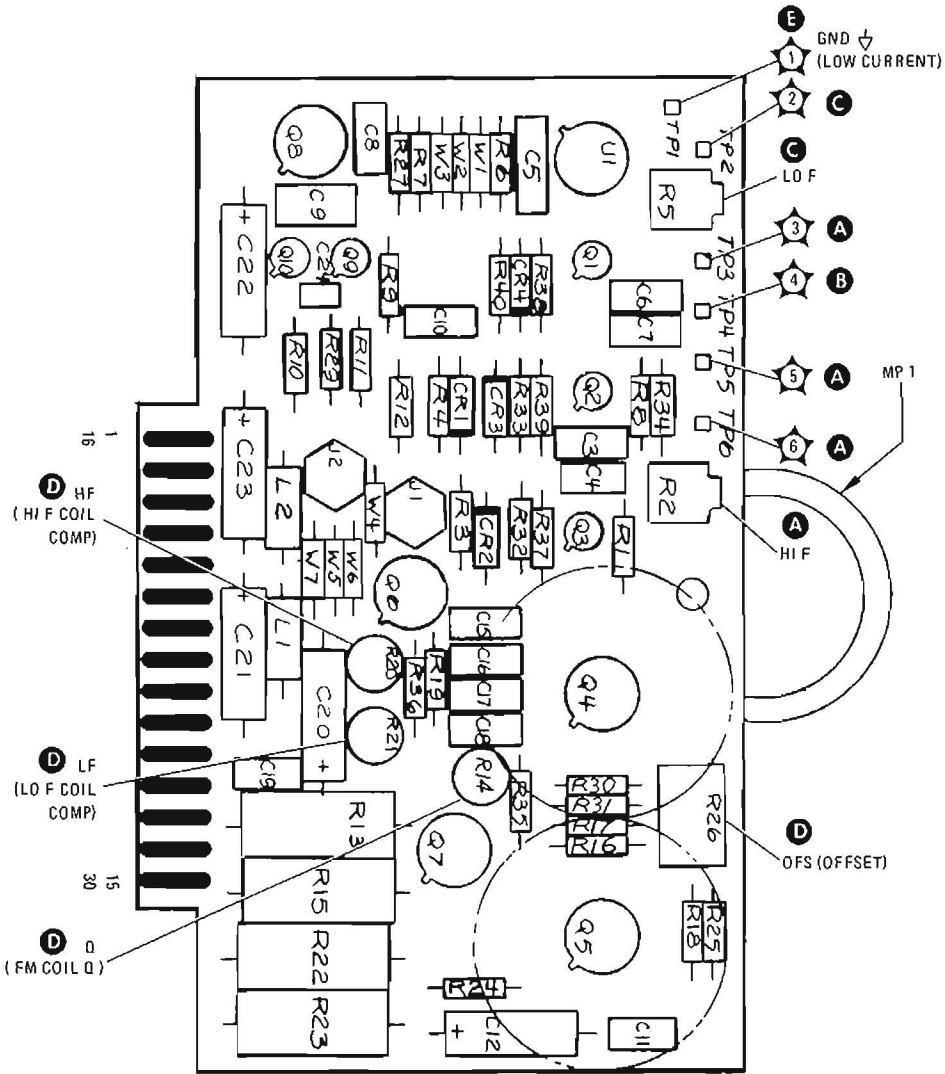 E
1
GND
(LOW CURRENT)
2
C
TP1
TP2
C
LO F
R5
3
A
TP3
4
B
TP4
5
A
TP5
6
A
TP6
MP 1
A
HI F
R2
Q8
C8
R27
R7
W3
W2
W1
R6
C5
U1
C9
+
C22
Q10
C24
Q9
R9
C10
R40
CR4
R38
Q1
C6
C7
R10
R29
R11
R12
R4
CR1
CR3
R33
R39
Q2
R8
R34
C3
C4
1
16
+
C23
L2
J2
W4
J1
R3
CR2
R32
R37
Q3
R1
D HF
(HI F COIL
COMP)
W7
W5
W6
Q6
+
C21
L1
C20
+
R20
R36
R19
C15
C16
C17
C18
Q4
R21
D LF
(LO F COIL
COMP)
C19
R14
R35
R30
R31
R17
R16
R26
D
OFS (OFFSET)
R13
Q7
R15
15
30
D Q
(FM COIL Q)
R22
R23
Q5
R18
R25
R24
+
C12
C11